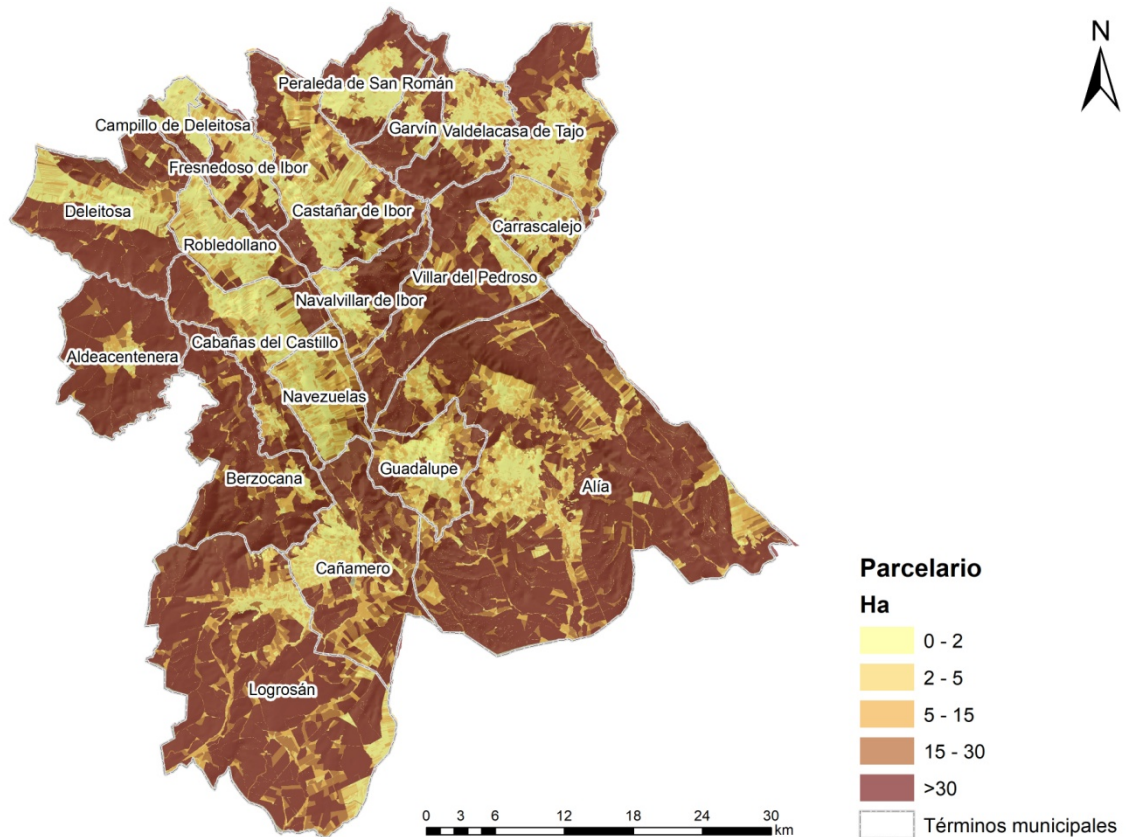 N
Peraleda de San Román
Campillo de Deleitosa
Garvín
Valdelacasa de Tajo
Fresnedoso de Ibor
Deleitosa
Castañar de Ibor
Carrascalejo
Robledollano
Villar del Pedroso
Navalvillar de Ibor
Cabañas del Castillo
Aldeacentenera
Navezuelas
Guadalupe
Berzocana
Alía
Cañamero
Logrosán
Parcelario
Ha
0 - 2
2 - 5
5 - 15
15 - 30
>30
Términos municipales
0 3 6 12 18 24 30
km